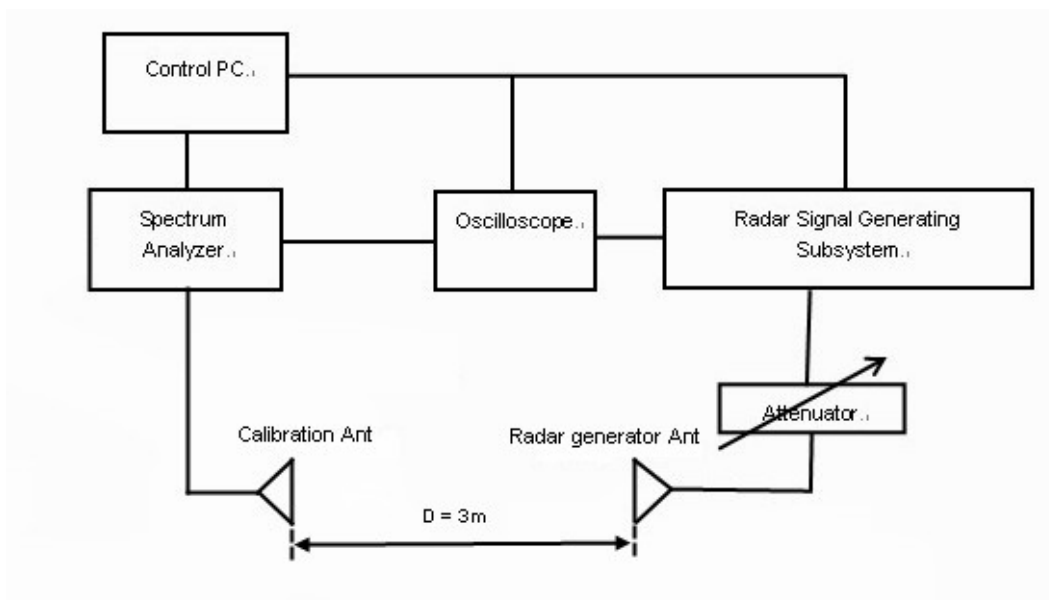 Control PC
Spectrum
Analyzer
Oscilloscope
Radar Signal Generating
Subsystem
Attenuator
Calibration Ant
Radar generator Ant
D = 3m